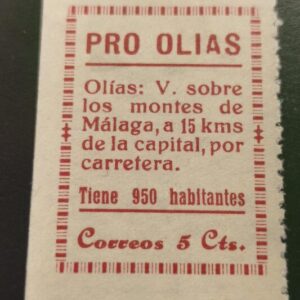 PRO OLIAS
Olías: V. sobre
los montes de
Málaga, a 15 kms
de la capital, por
carretera.
Tiene 950 habitantes
Correos 5 Cts.